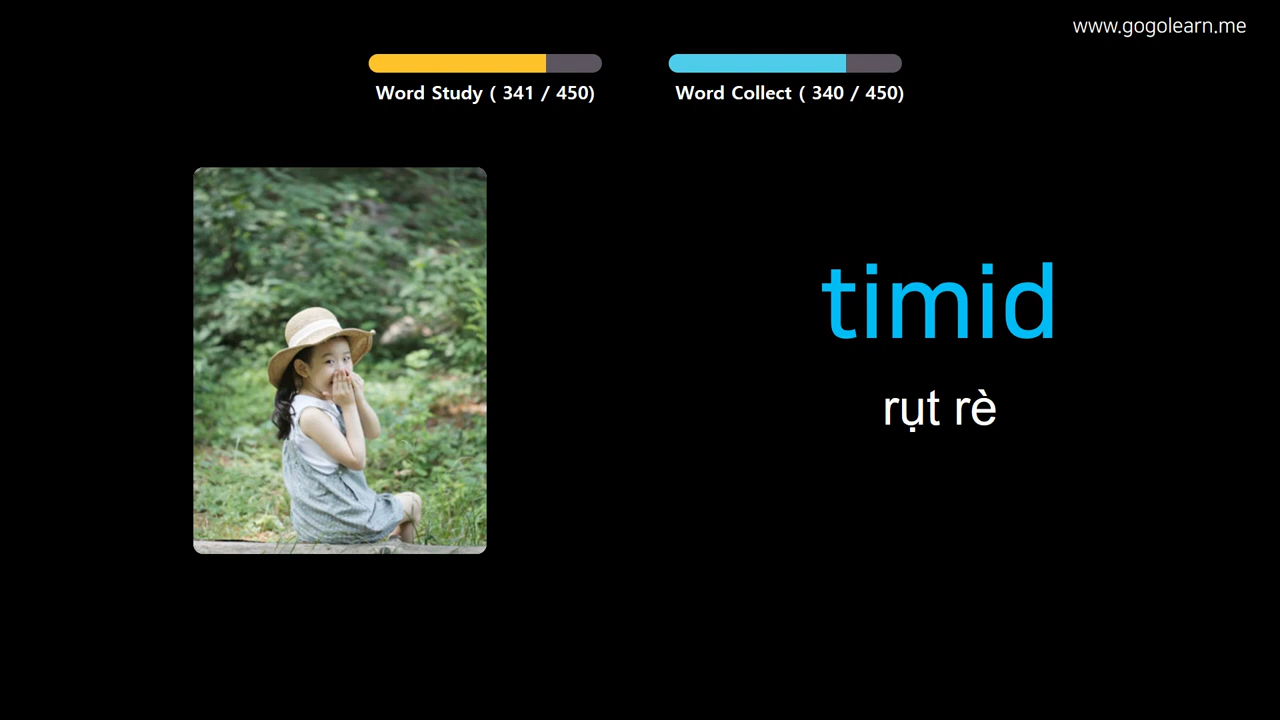 www.gogolearn.me
Word Study ( 341 / 450)
Word Collect ( 340 / 450)
timid
rụt rè